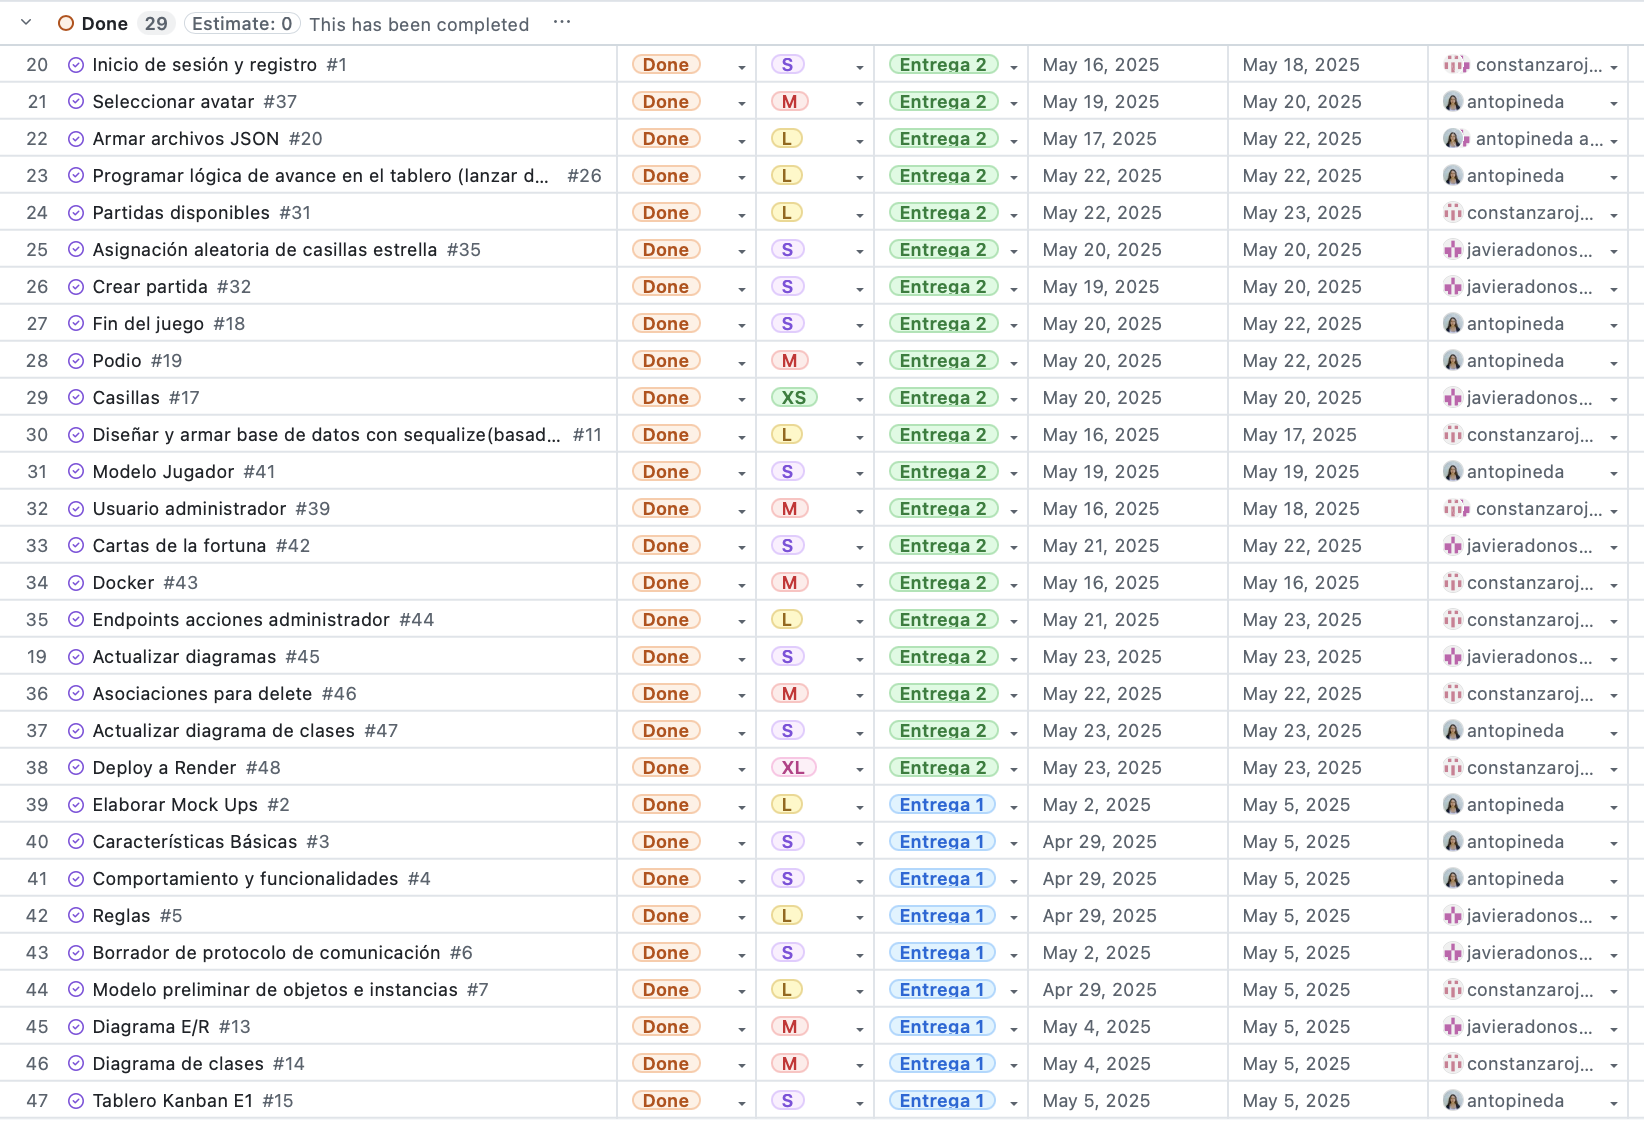 Done 29 Estimate: 0 This has been completed ...
20 Inicio de sesión y registro #1 Done S Entrega 2 May 16, 2025 May 18, 2025 constanzaroj...
21 Seleccionar avatar #37 Done M Entrega 2 May 19, 2025 May 20, 2025 antopineda
22 Armar archivos JSON #20 Done L Entrega 2 May 17, 2025 May 22, 2025 antopineda a...
23 Programar lógica de avance en el tablero (lanzar d... #26 Done L Entrega 2 May 22, 2025 May 22, 2025 antopineda
24 Partidas disponibles #31 Done L Entrega 2 May 22, 2025 May 23, 2025 constanzaroj...
25 Asignación aleatoria de casillas estrella #35 Done S Entrega 2 May 20, 2025 May 20, 2025 javieradonos...
26 Crear partida #32 Done S Entrega 2 May 19, 2025 May 20, 2025 javieradonos...
27 Fin del juego #18 Done S Entrega 2 May 20, 2025 May 22, 2025 antopineda
28 Podio #19 Done M Entrega 2 May 20, 2025 May 22, 2025 antopineda
29 Casillas #17 Done XS Entrega 2 May 20, 2025 May 20, 2025 javieradonos...
30 Diseñar y armar base de datos con sequalize(basad... #11 Done L Entrega 2 May 16, 2025 May 17, 2025 constanzaroj...
31 Modelo Jugador #41 Done S Entrega 2 May 19, 2025 May 19, 2025 antopineda
32 Usuario administrador #39 Done M Entrega 2 May 16, 2025 May 18, 2025 constanzaroj...
33 Cartas de la fortuna #42 Done S Entrega 2 May 21, 2025 May 22, 2025 javieradonos...
34 Docker #43 Done M Entrega 2 May 16, 2025 May 16, 2025 constanzaroj...
35 Endpoints acciones administrador #44 Done L Entrega 2 May 21, 2025 May 23, 2025 constanzaroj...
19 Actualizar diagramas #45 Done S Entrega 2 May 23, 2025 May 23, 2025 javieradonos...
36 Asociaciones para delete #46 Done M Entrega 2 May 22, 2025 May 22, 2025 constanzaroj...
37 Actualizar diagrama de clases #47 Done S Entrega 2 May 23, 2025 May 23, 2025 antopineda
38 Deploy a Render #48 Done XL Entrega 2 May 23, 2025 May 23, 2025 constanzaroj...
39 Elaborar Mock Ups #2 Done L Entrega 1 May 2, 2025 May 5, 2025 antopineda
40 Características Básicas #3 Done S Entrega 1 Apr 29, 2025 May 5, 2025 antopineda
41 Comportamiento y funcionalidades #4 Done S Entrega 1 Apr 29, 2025 May 5, 2025 antopineda
42 Reglas #5 Done L Entrega 1 Apr 29, 2025 May 5, 2025 javieradonos...
43 Borrador de protocolo de comunicación #6 Done S Entrega 1 May 2, 2025 May 5, 2025 javieradonos...
44 Modelo preliminar de objetos e instancias #7 Done L Entrega 1 Apr 29, 2025 May 5, 2025 constanzaroj...
45 Diagrama E/R #13 Done M Entrega 1 May 4, 2025 May 5, 2025 javieradonos...
46 Diagrama de clases #14 Done M Entrega 1 May 4, 2025 May 5, 2025 constanzaroj...
47 Tablero Kanban E1 #15 Done S Entrega 1 May 5, 2025 May 5, 2025 antopineda